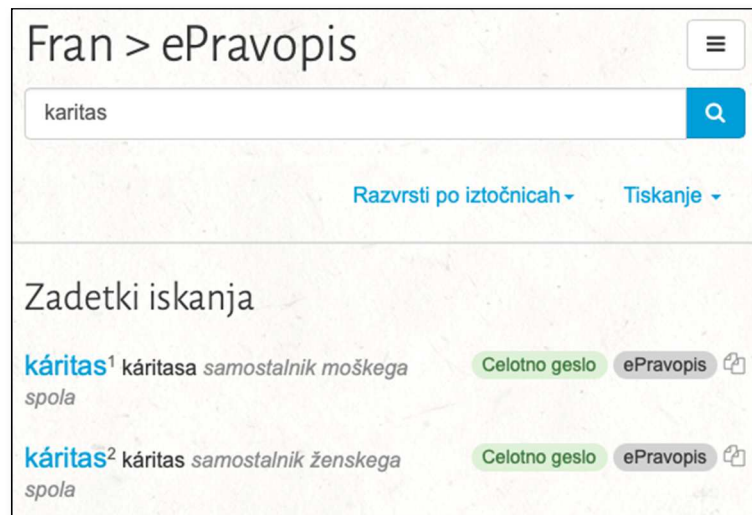 Fran > ePravopis
karitas
Razvrsti po iztočnicah Tiskanje
Zadetki iskanja
káritas¹ káritasa samostalnik moškega Celotno geslo ePravopis
spola
káritas² káritas samostalnik ženskega Celotno geslo ePravopis
spola